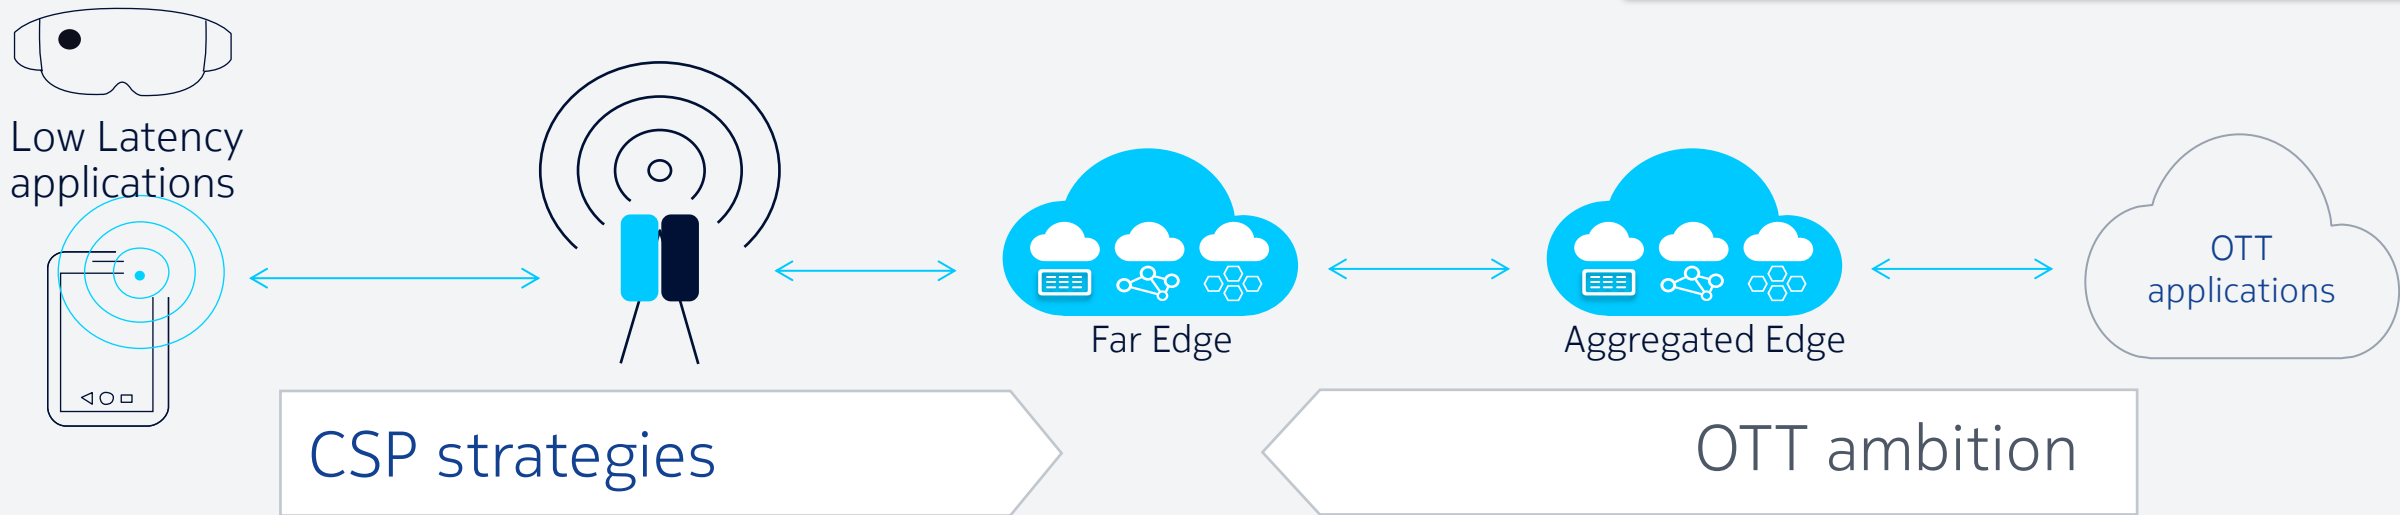 Low Latency
applications
Far Edge
Aggregated Edge
OTT
applications
CSP strategies
OTT ambition